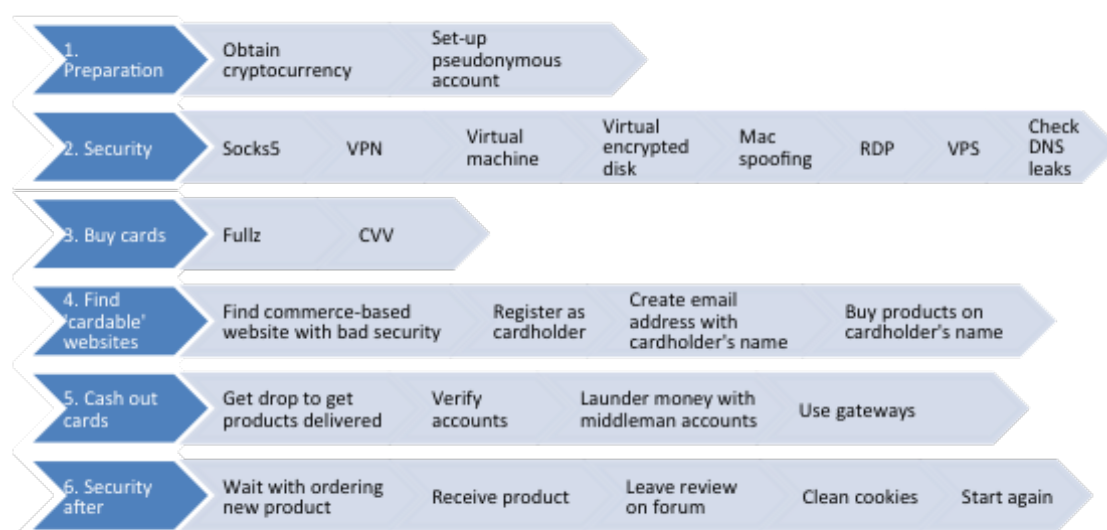 1.
Preparation
Obtain
cryptocurrency
Set-up
pseudonymous
account
2. Security
Socks5
VPN
Virtual
machine
Virtual
encrypted
disk
Mac
spoofing
RDP
VPS
Check
DNS
leaks
3. Buy cards
Fullz
CVV
4. Find
'cardable'
websites
Find commerce-based
website with bad security
Register as
cardholder
Create email
address with
cardholder's name
Buy products on
cardholder's name
5. Cash out
cards
Get drop to get
products delivered
Verify
accounts
Launder money with
middleman accounts
Use gateways
6. Security
after
Wait with ordering
new product
Receive product
Leave review
on forum
Clean cookies
Start again